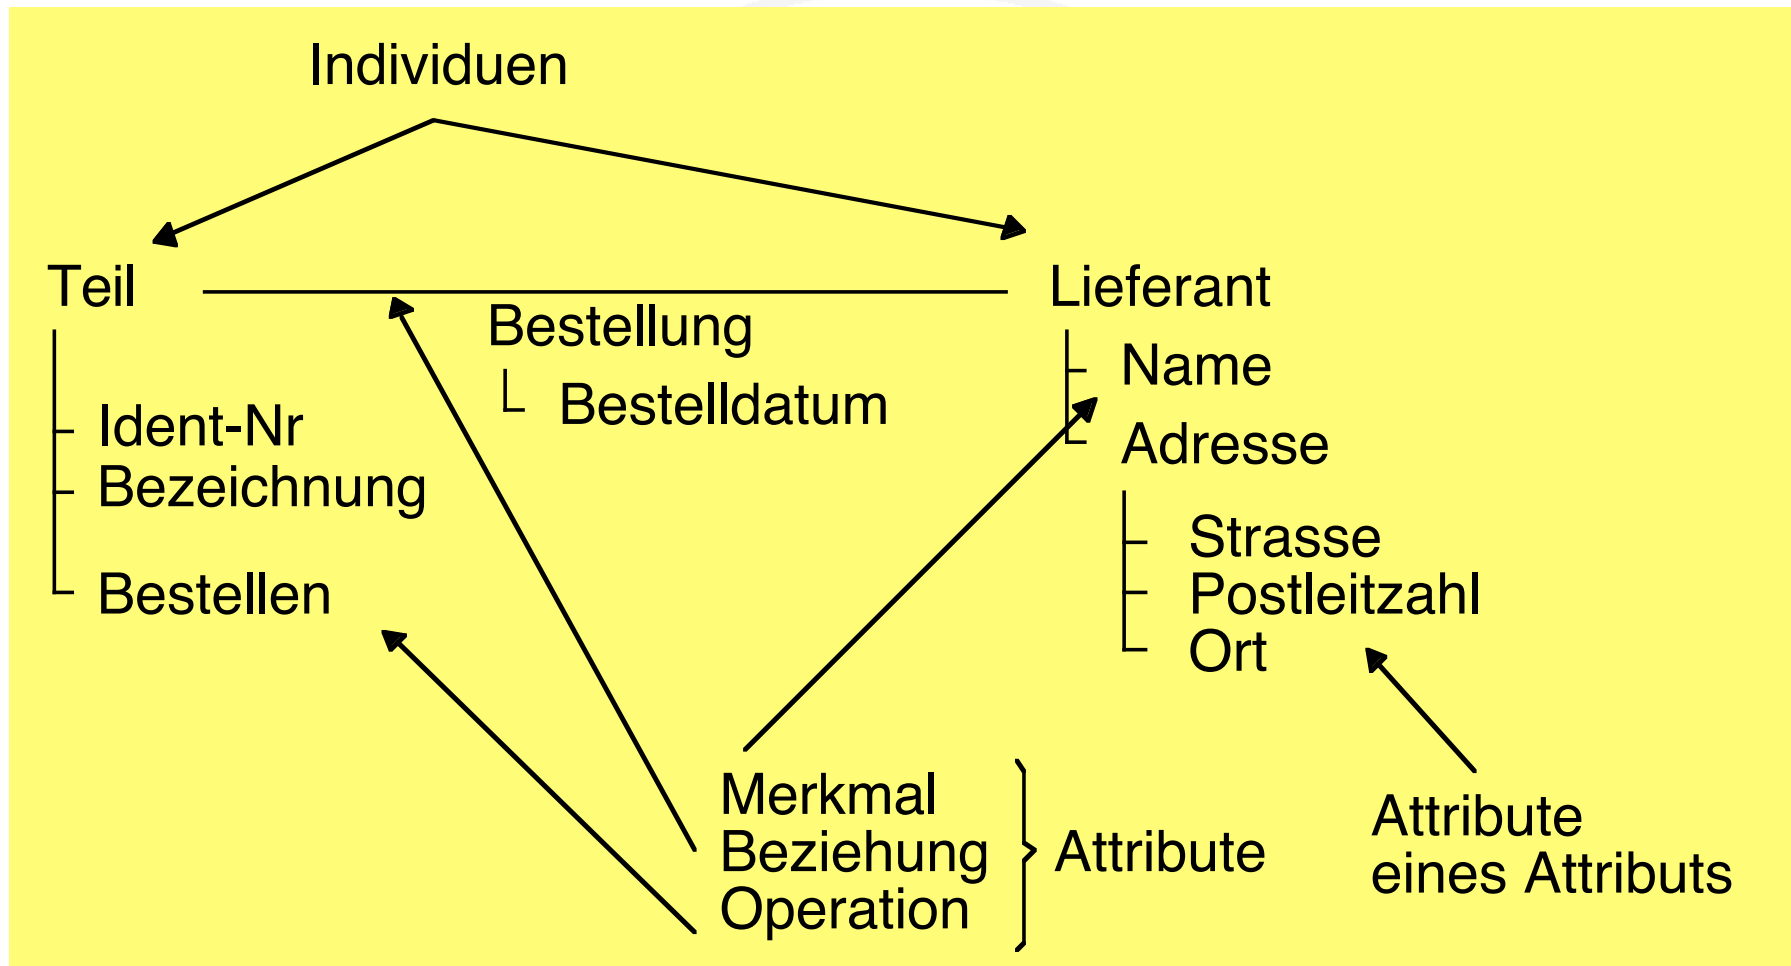 Individuen
Teil
Lieferant
Bestellung
Bestelldatum
Ident-Nr
Bezeichnung
Bestellen
Name
Adresse
Strasse
Postleitzahl
Ort
Merkmal
Beziehung
Operation
Attribute
Attribute
eines Attributs